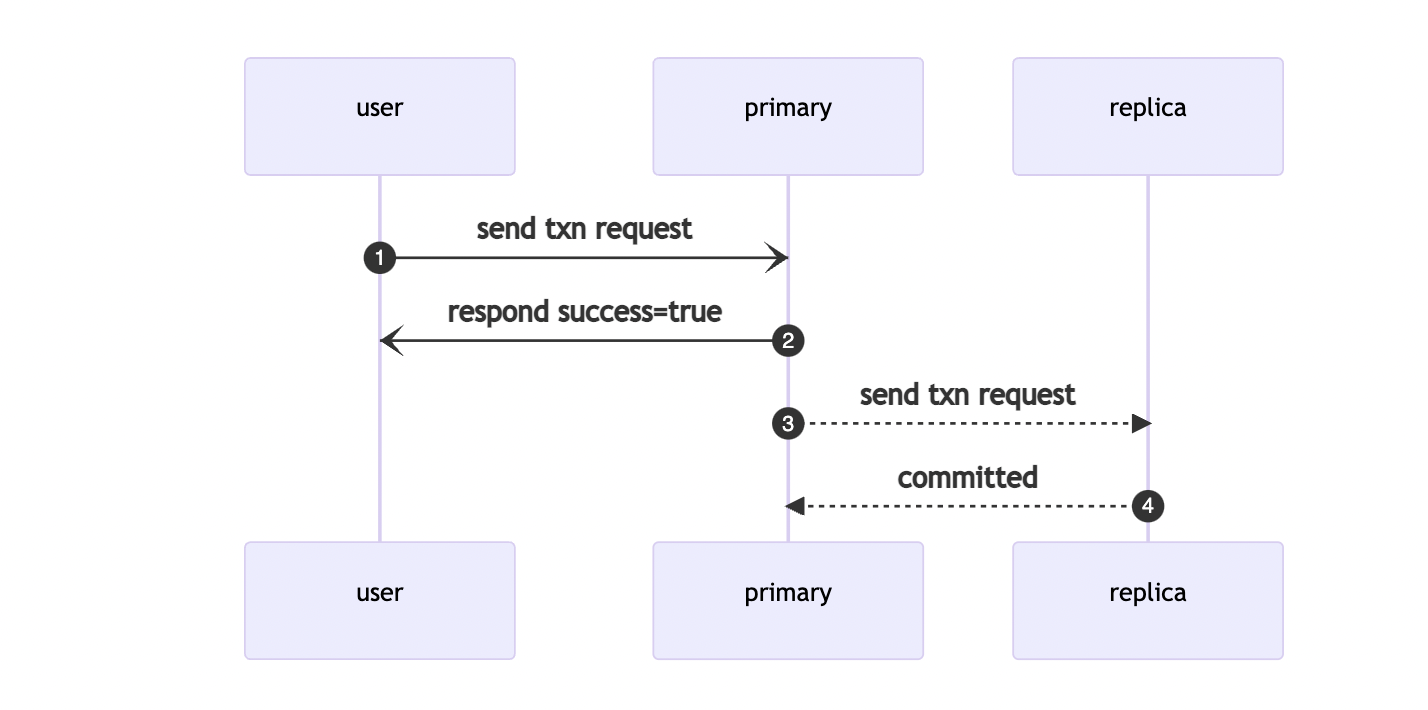 user
primary
replica
send txn request
1
respond success=true
2
send txn request
3
committed
4
user
primary
replica